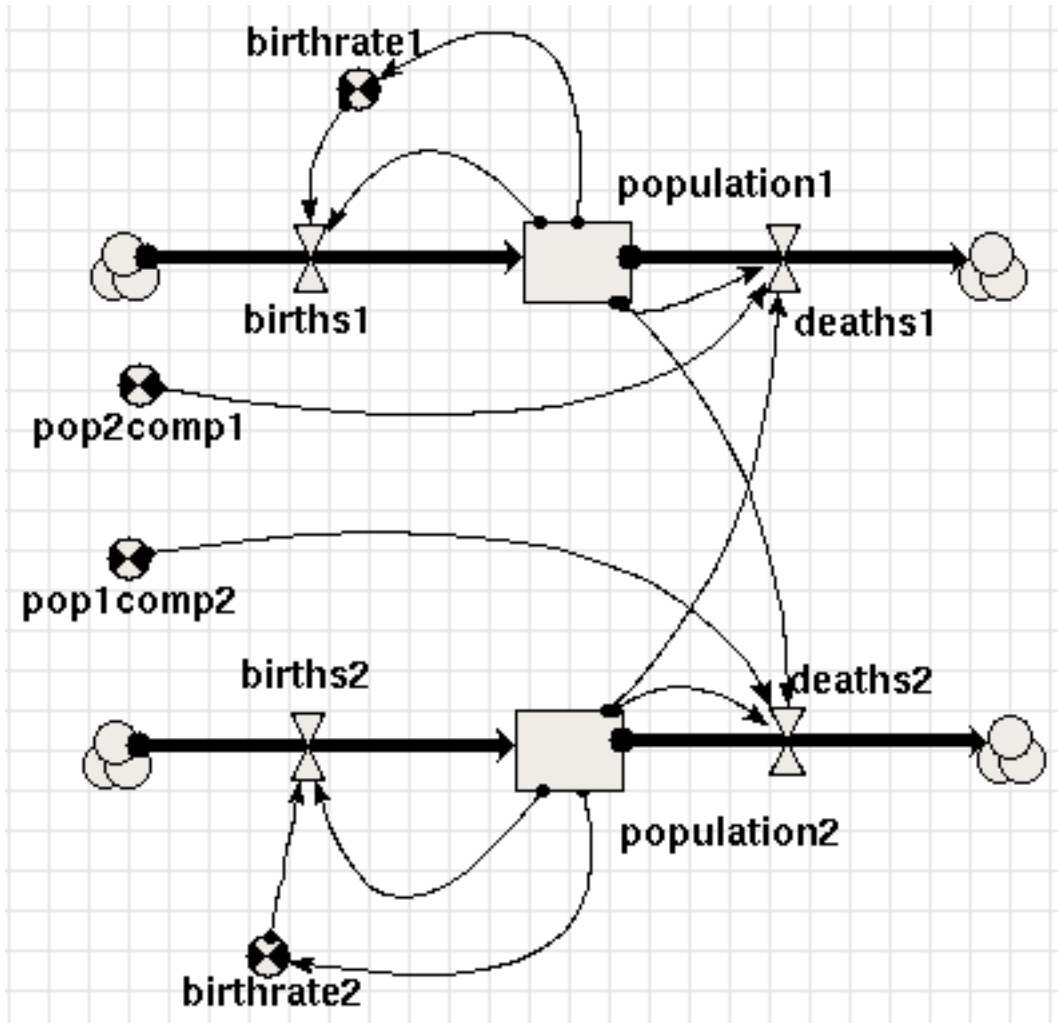 birthrate1
population1
births1
deaths1
pop2comp1
pop1comp2
births2
deaths2
population2
birthrate2